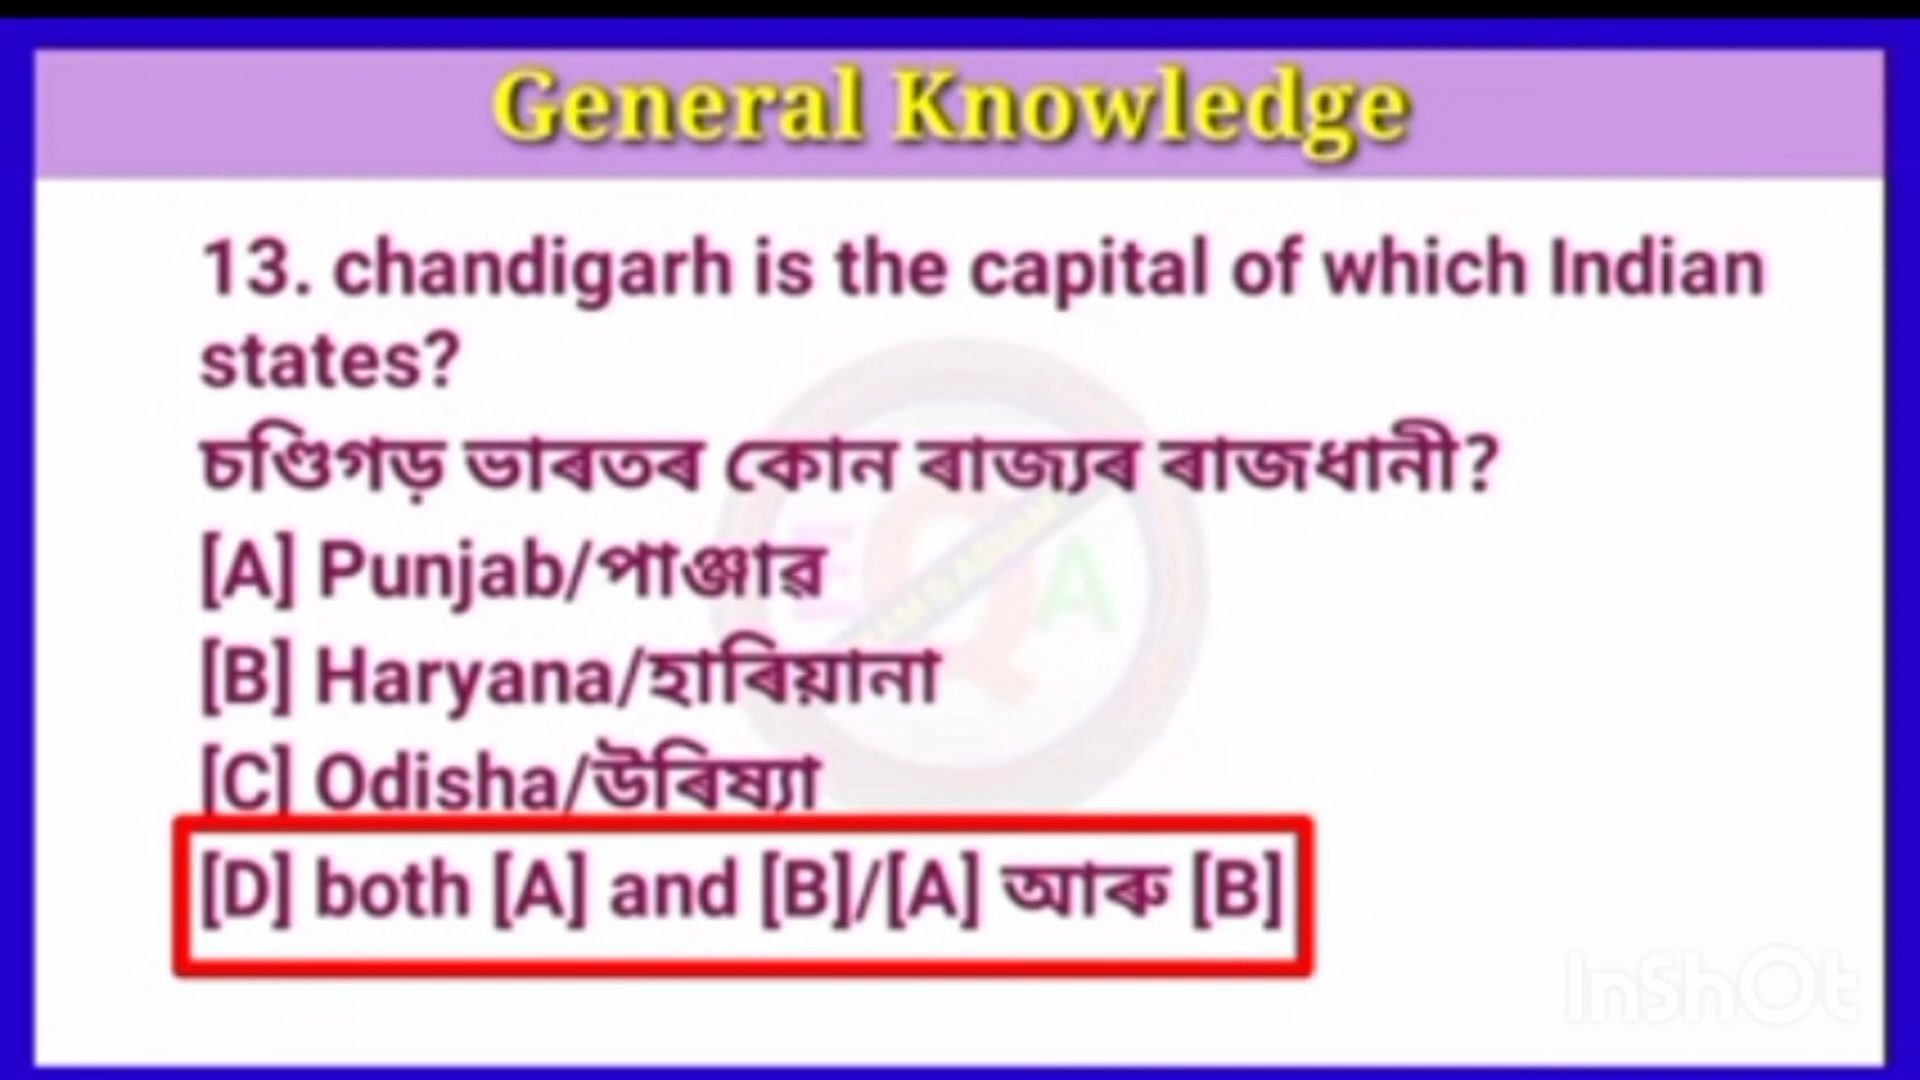 General Knowledge
13. chandigarh is the capital of which Indian
states?
চণ্ডিগড় ভাৰতৰ কোন ৰাজ্যৰ ৰাজধানী?
[A] Punjab/পাঞ্জাৱ
[B] Haryana/হাৰিয়ানা
[C] Odisha/উৰিষ্যা
[D] both [A] and [B]/[A] আৰু [B]
E Q A
InShOt